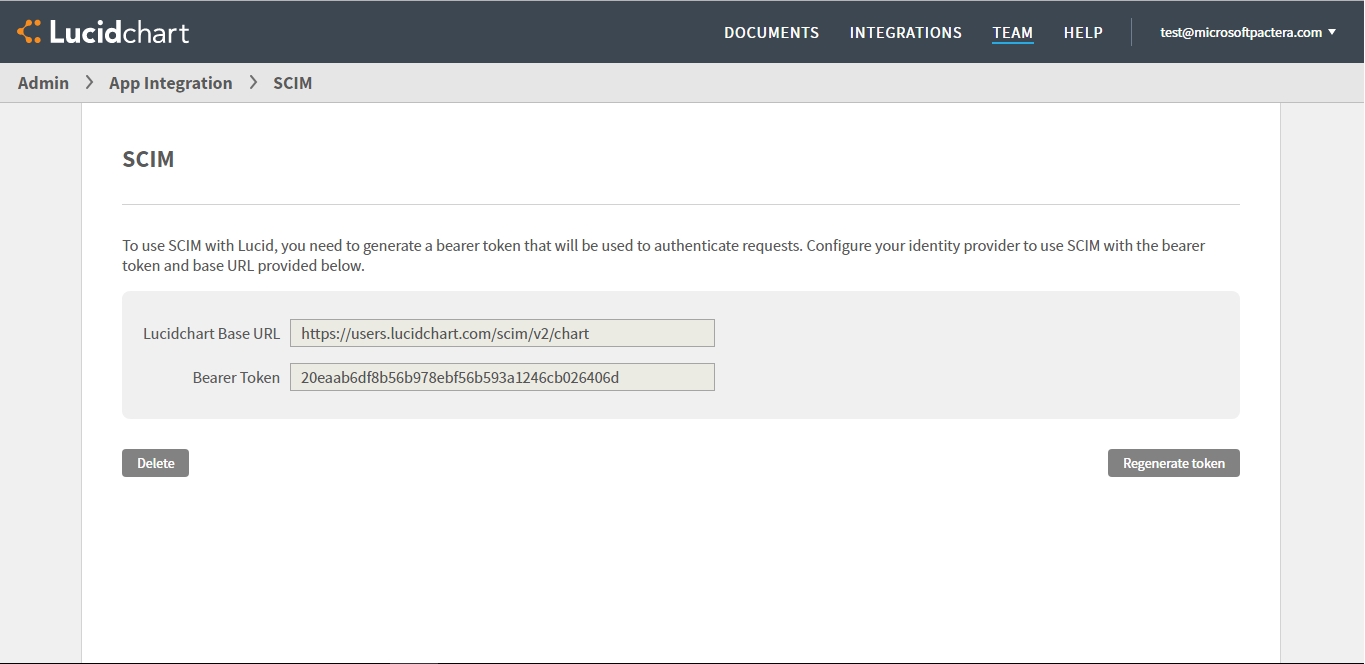 Lucidchart
DOCUMENTS INTEGRATIONS TEAM HELP test@microsoftpactera.com
Admin App Integration SCIM
SCIM
To use SCIM with Lucid, you need to generate a bearer token that will be used to authenticate requests. Configure your identity provider to use SCIM with the bearer
token and base URL provided below.
Lucidchart Base URL https://users.lucidchart.com/scim/v2/chart
Bearer Token 20eaab6df8b56b978ebf56b593a1246cb026406d
Delete Regenerate token